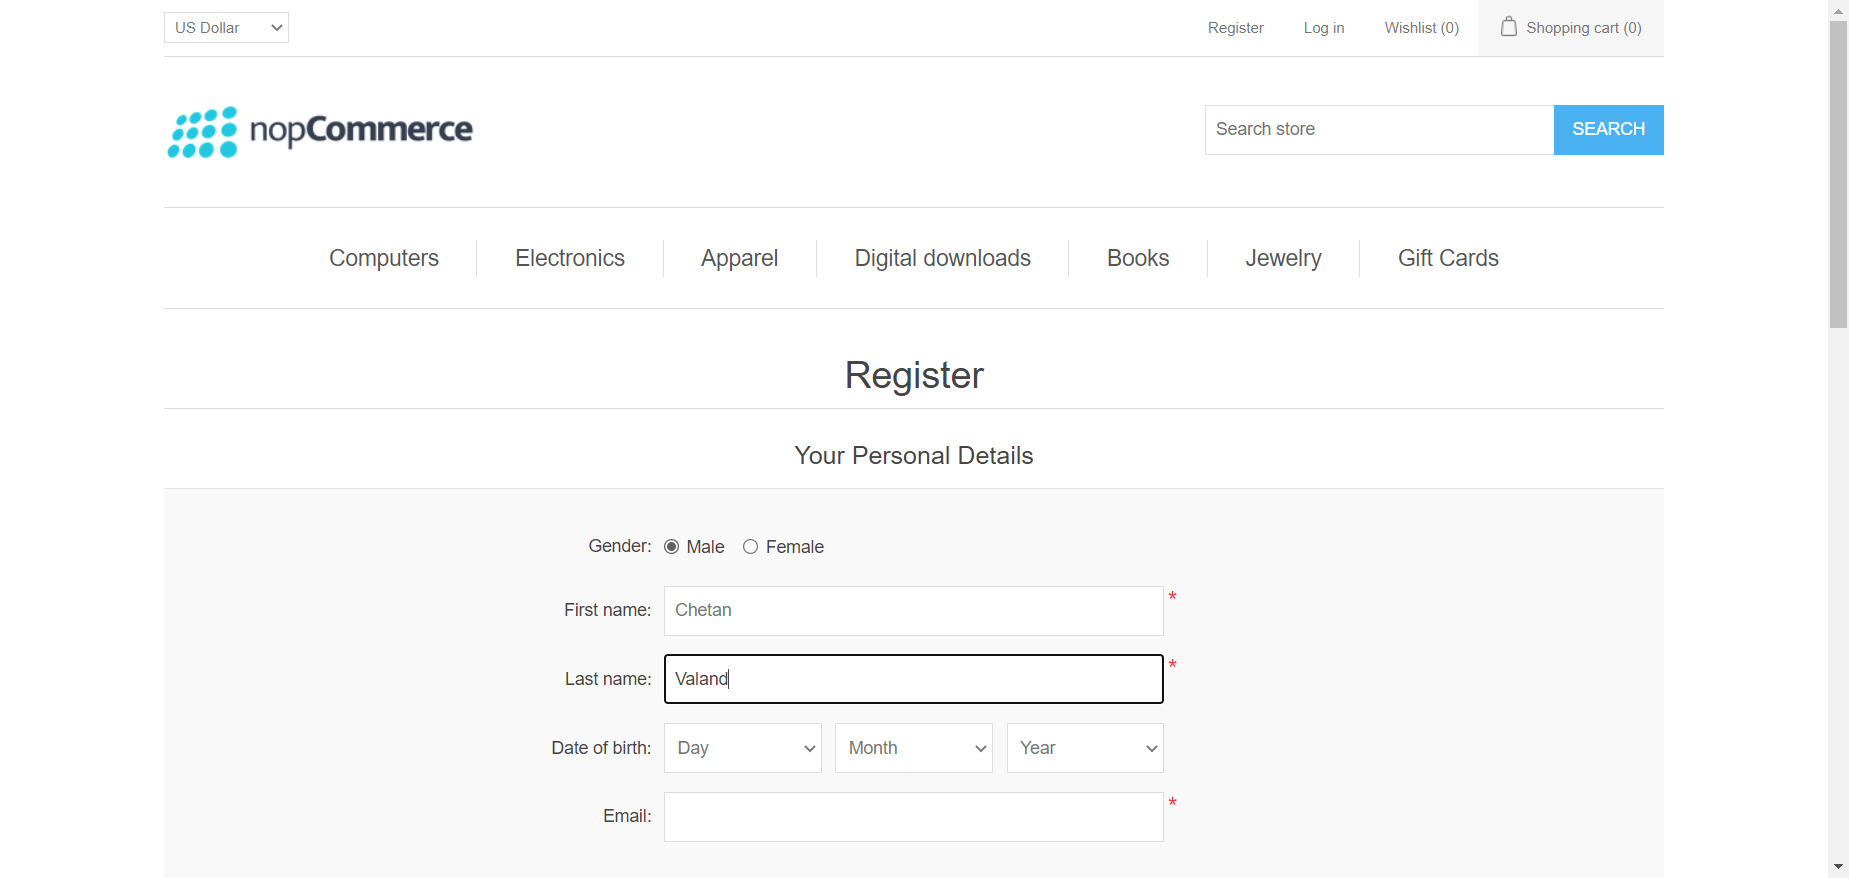 US Dollar Register Log in Wishlist (0) Shopping cart (0)
nopCommerce Search store SEARCH
Computers Electronics Apparel Digital downloads Books Jewelry Gift Cards
Register
Your Personal Details
Gender: Male Female
First name: Chetan *
Last name: Valand *
Date of birth: Day Month Year
Email: *